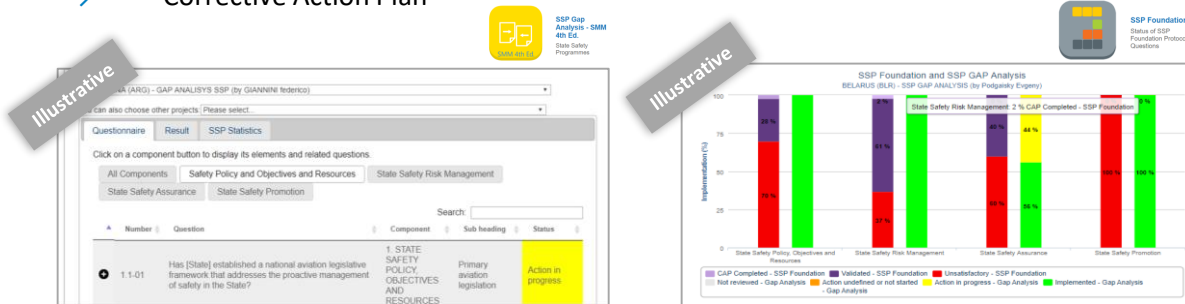 Corrective Action Plan
SMM 4th Ed.
SSP Gap
Analysis - SMM
4th Ed.
State Safety
Programmes
Illustrative
NA (ARG) - GAP ANALISYS SSP (by GIANNINI federico)
can also choose other projects: Please select...
Questionnaire Result SSP Statistics
Click on a component button to display its elements and related questions.
All Components Safety Policy and Objectives and Resources State Safety Risk Management
State Safety Assurance State Safety Promotion
Search:
Number Question Component Sub heading Status
1.1-01
Has [State] established a national aviation legislative
framework that addresses the proactive management
of safety in the State?
1. STATE
SAFETY
POLICY,
OBJECTIVES
AND
RESOURCES
Primary
aviation
legislation
Action in
progress
SSP Foundation
Status of SSP
Foundation Protocol
Questions
Illustrative
SSP Foundation and SSP GAP Analysis
BELARUS (BLR) - SSP GAP ANALYSIS (by Podgaisky Evgeny)
State Safety Risk Management: 2 % CAP Completed - SSP Foundation
Implementation (%)
100
75
50
25
0
2 %
61 %
40 %
44 %
56 %
100 %
0 %
State Safety Policy, Objectives and
Resources
State Safety Risk Management
State Safety Assurance
State Safety Promotion
CAP Completed - SSP Foundation Validated - SSP Foundation Unsatisfactory - SSP Foundation
Not reviewed - Gap Analysis Action undefined or not started Action in progress - Gap Analysis Implemented - Gap Analysis
- Gap Analysis